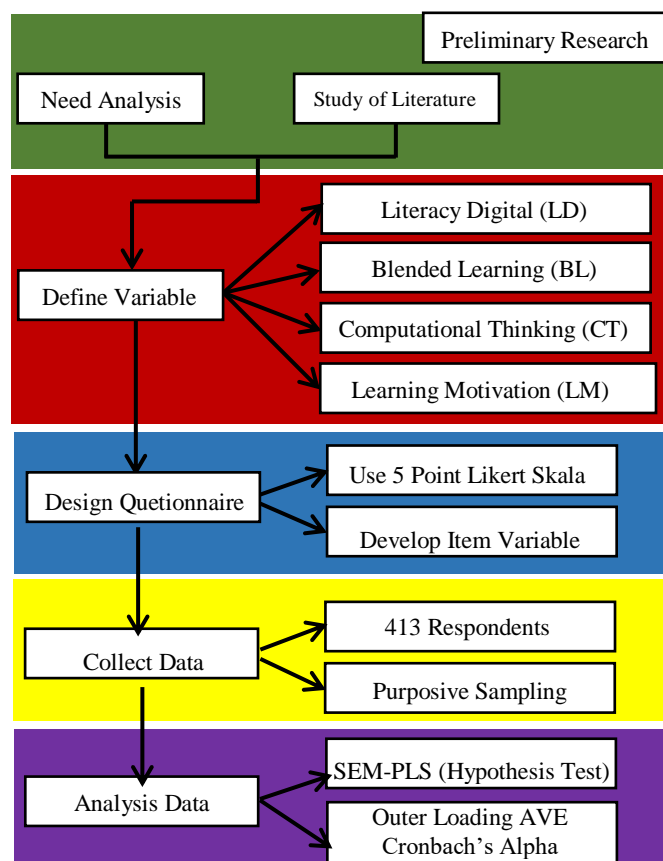 Preliminary Research
Need Analysis
Study of Literature
Define Variable
Literacy Digital (LD)
Blended Learning (BL)
Computational Thinking (CT)
Learning Motivation (LM)
Design Quetionnaire
Use 5 Point Likert Skala
Develop Item Variable
Collect Data
413 Respondents
Purposive Sampling
Analysis Data
SEM-PLS (Hypothesis Test)
Outer Loading AVE
Cronbach's Alpha